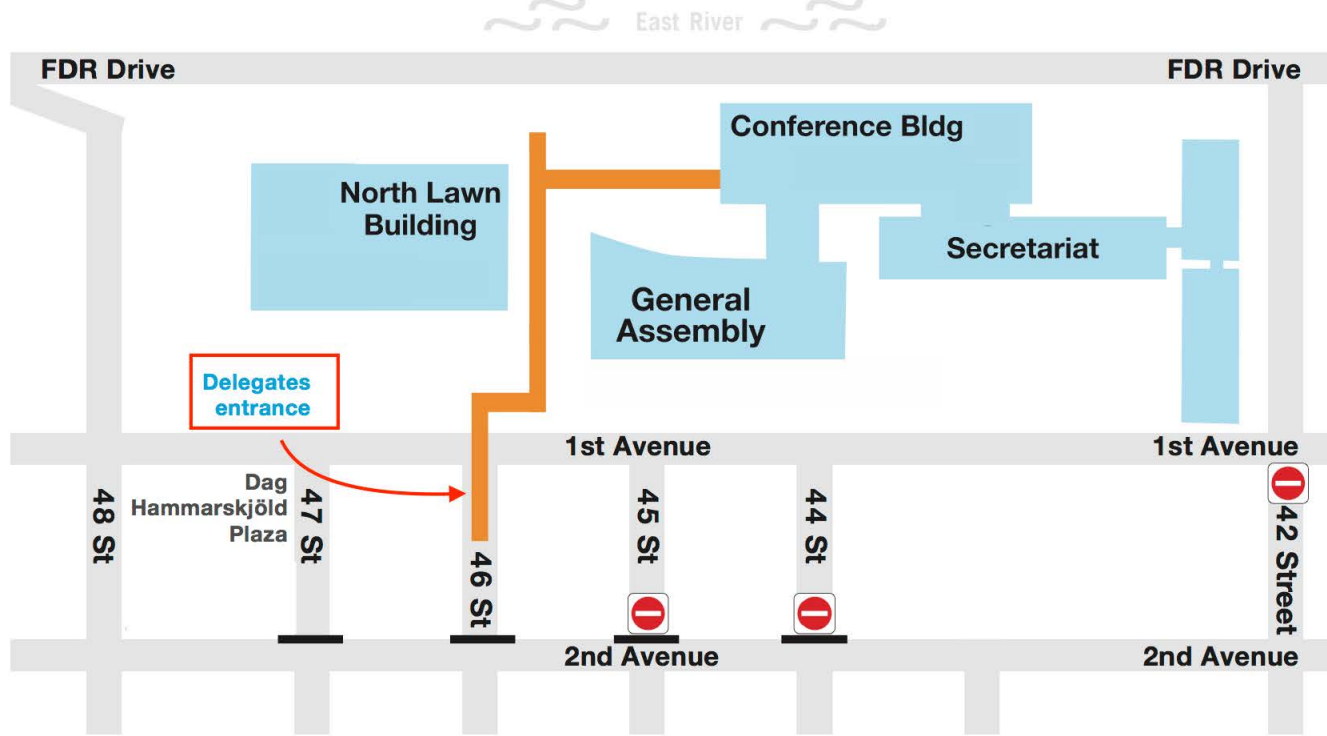 East River
FDR Drive
FDR Drive
Conference Bldg
North Lawn
Building
Secretariat
General
Assembly
Delegates
entrance
1st Avenue
1st Avenue
Dag
Hammarskjöld
Plaza
48 St
47 St
46 St
45 St
44 St
42 Street
2nd Avenue
2nd Avenue